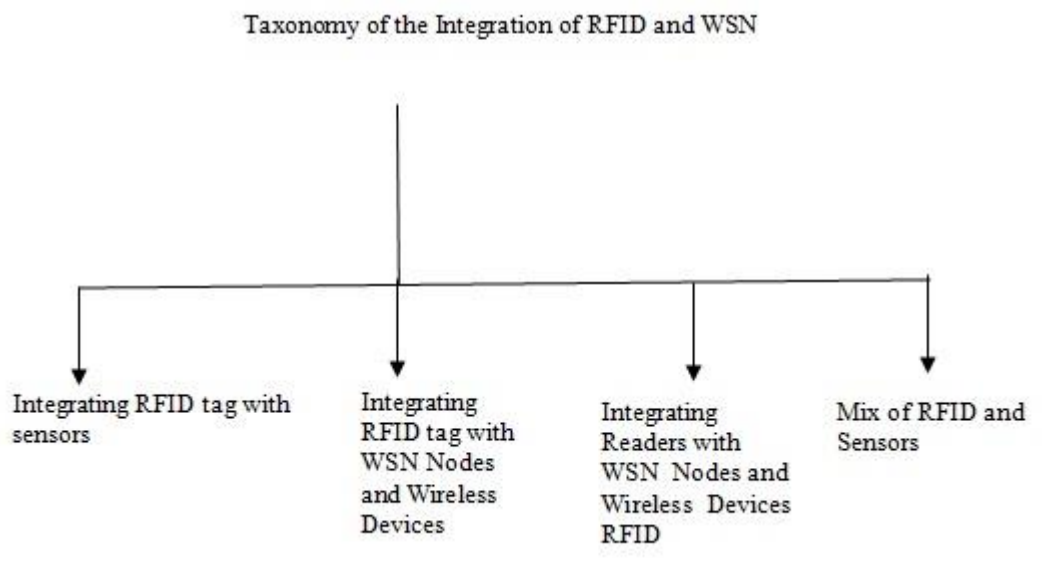 Taxonomy of the Integration of RFID and WSN
Integrating RFID tag with
sensors
Integrating
RFID tag with
WSN Nodes
and Wireless
Devices
Integrating
Readers with
WSN Nodes and
Wireless Devices
RFID
Mix of RFID and
Sensors